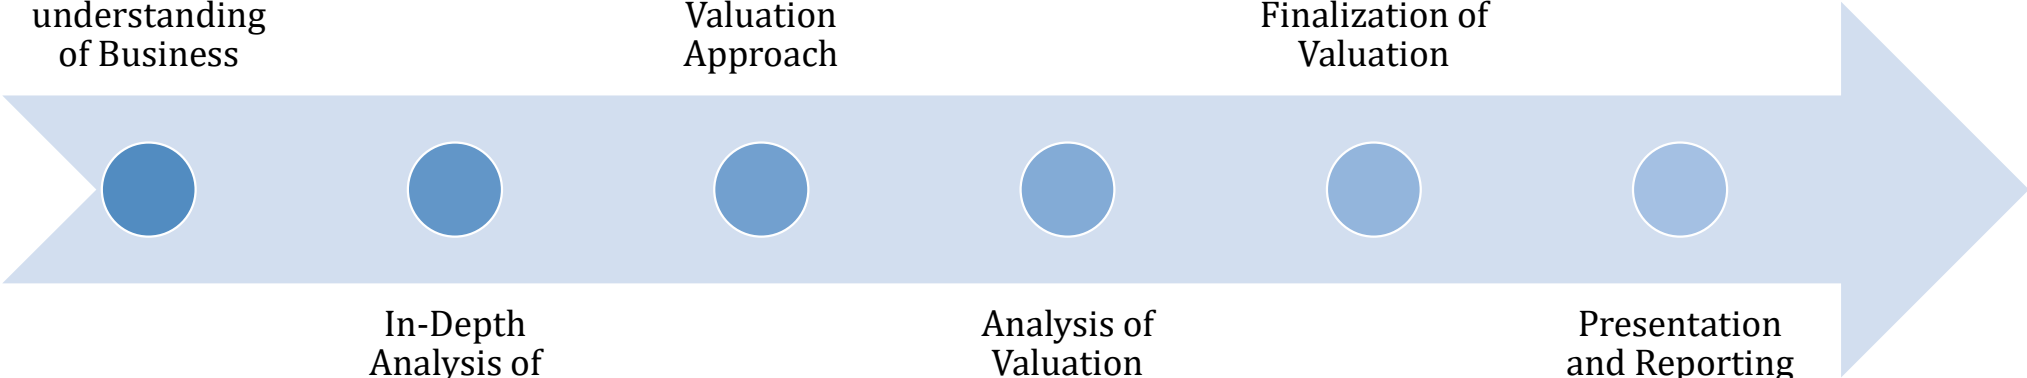 understanding
of Business
In-Depth
Analysis of
Valuation
Approach
Analysis of
Valuation
Finalization of
Valuation
Presentation
and Reporting